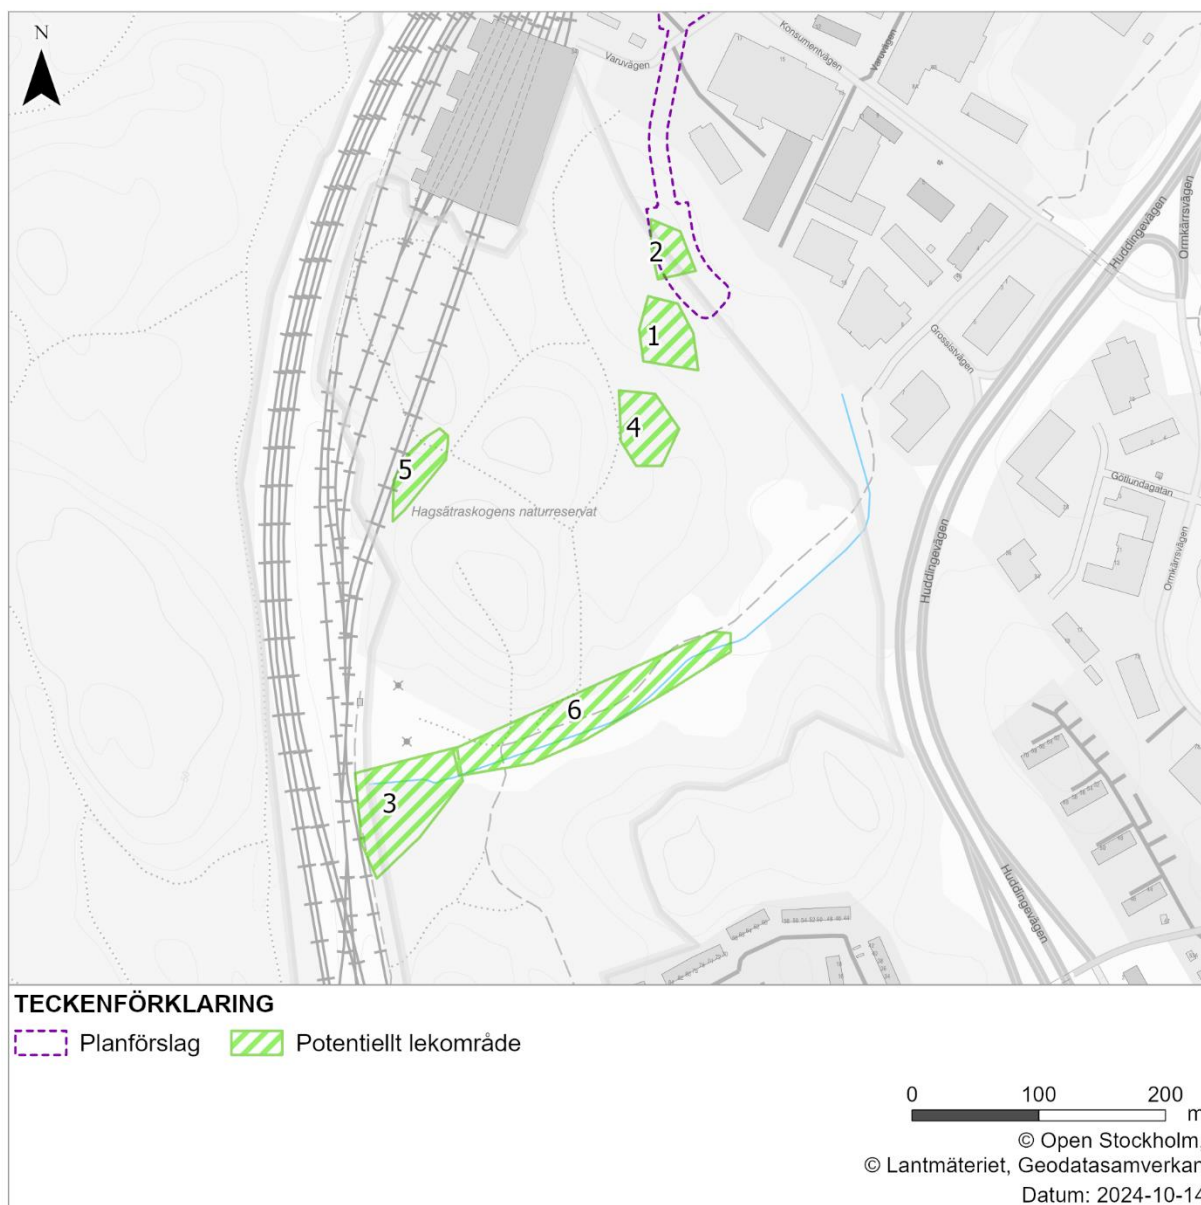 N
Varuvägen
Konsumentvägen
Varuvägen
Huddingevägen
Ormkärrsvägen
2
1
Grossistvägen
4
5
Hagsätraskogens naturreservat
Göllundagatan
Huddingevägen
Ormkärrsvägen
6
3
Huddingevägen
TECKENFÖRKLARING
Planförslag Potentiellt lekområde
0 100 200 m
© Open Stockholm,
© Lantmäteriet, Geodatasamverkan
Datum: 2024-10-14